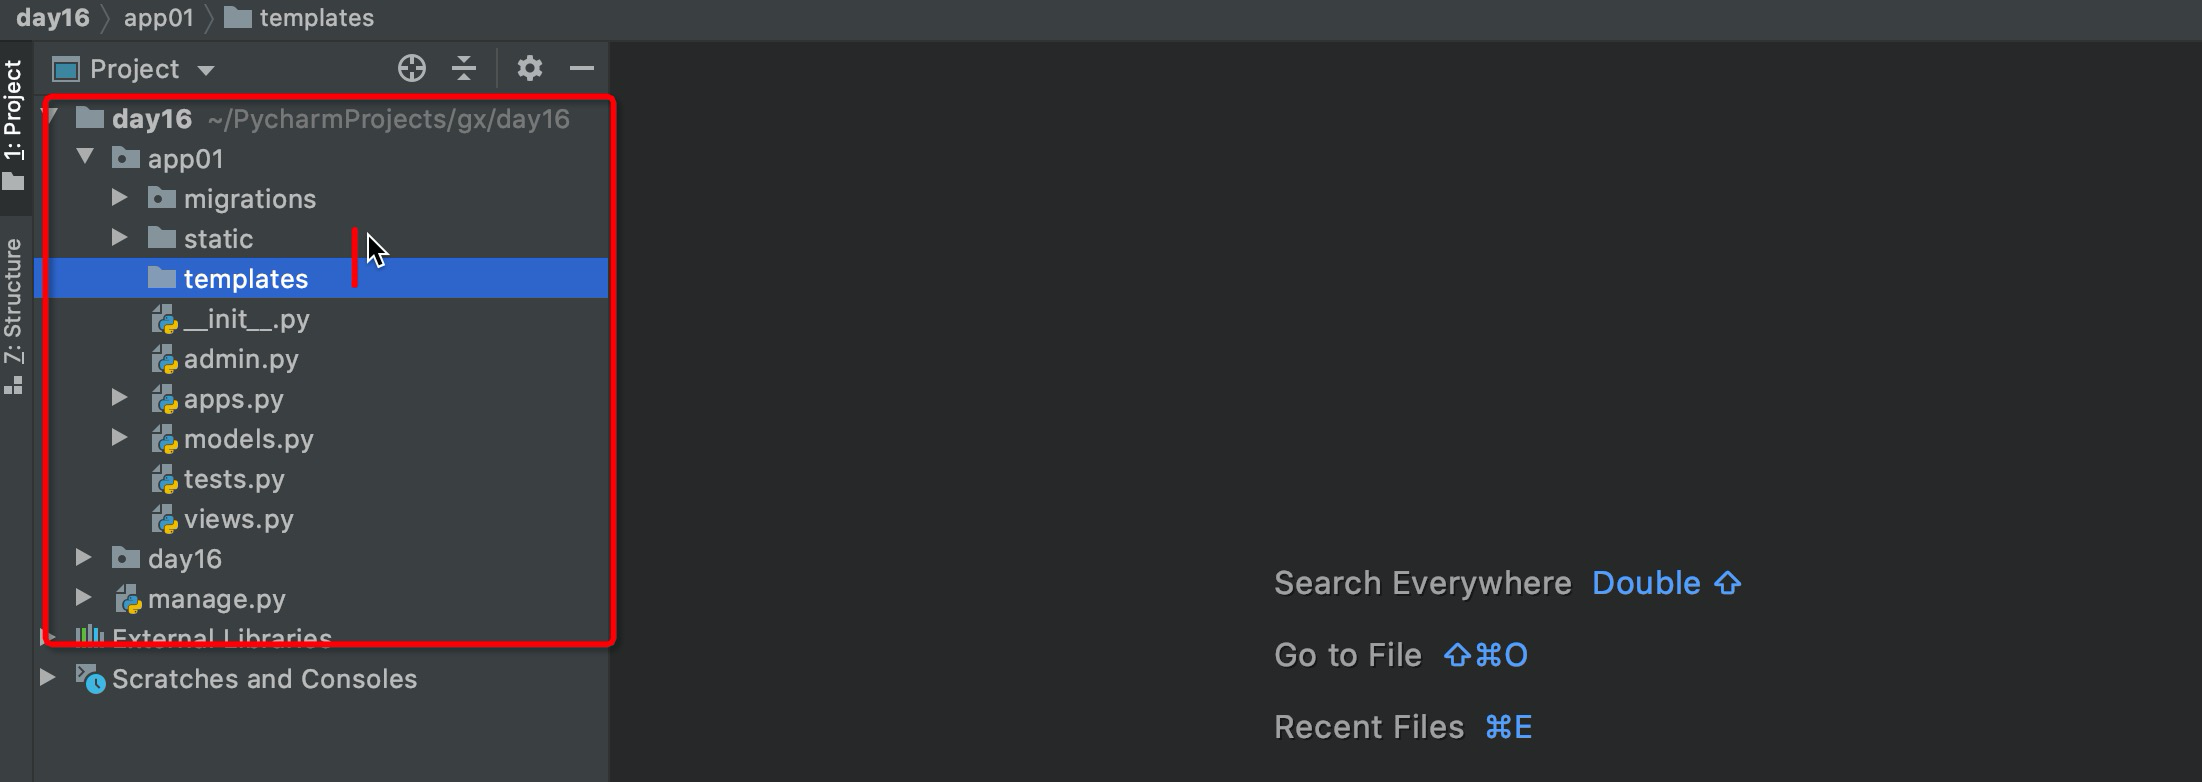 day16 app01 templates
Project
1: Project
7: Structure
day16 ~/PycharmProjects/gx/day16
app01
migrations
static
templates
__init__.py
admin.py
apps.py
models.py
tests.py
views.py
day16
manage.py
External Libraries
Scratches and Consoles
Search Everywhere Double ⇧
Go to File ⇧⌘O
Recent Files ⌘E